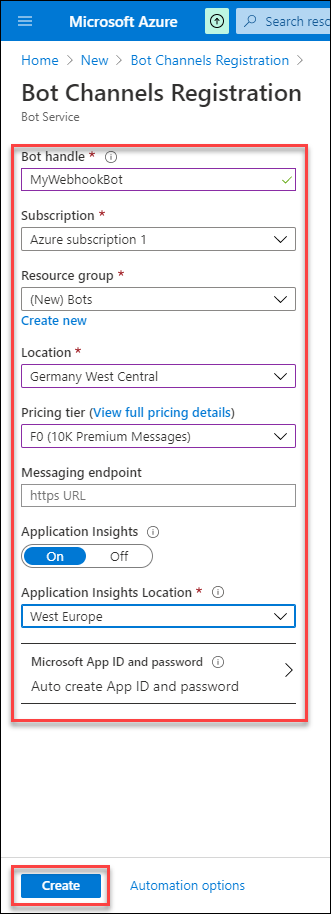 Microsoft Azure
Search reso
Home > New > Bot Channels Registration >
Bot Channels Registration
Bot Service
Bot handle *
MyWebhookBot
Subscription *
Azure subscription 1
Resource group *
(New) Bots
Create new
Location *
Germany West Central
Pricing tier (View full pricing details)
F0 (10K Premium Messages)
Messaging endpoint
https URL
Application Insights
On Off
Application Insights Location *
West Europe
Microsoft App ID and password
Auto create App ID and password
Create Automation options